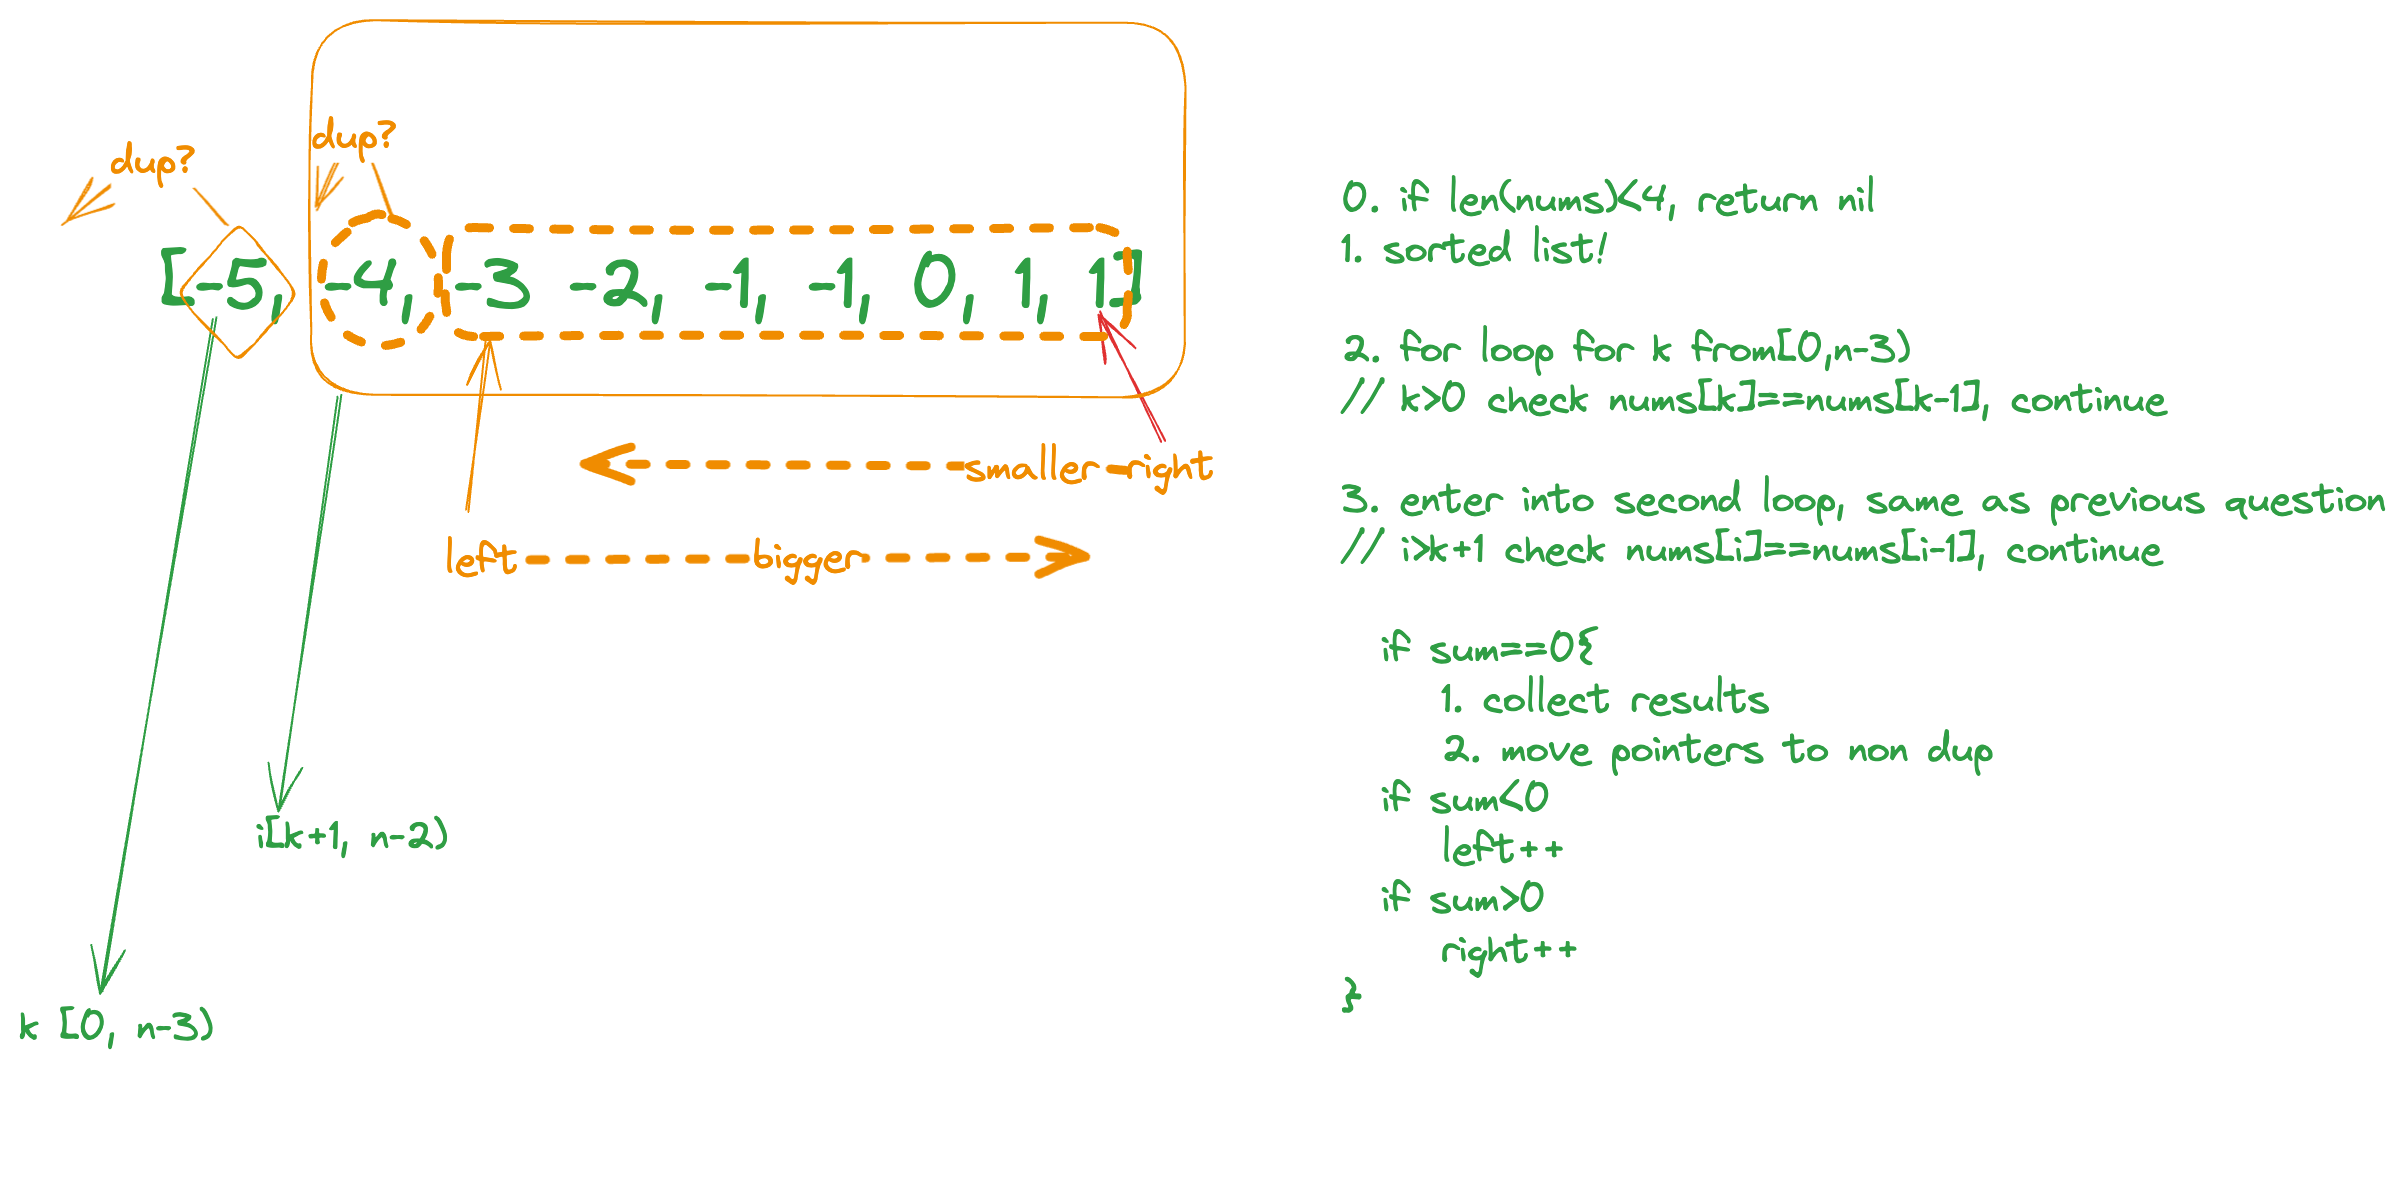 dup?
dup?
[-5, -4, -3 -2, -1, -1, 0, 1, 1]
smaller right
left bigger
i[k+1, n-2)
k [0, n-3)
0. if len(nums)<4, return nil
1. sorted list!
2. for loop for k from[0,n-3)
// k>0 check nums[k]==nums[k-1], continue
3. enter into second loop, same as previous question
// i>k+1 check nums[i]==nums[i-1], continue
if sum==0{
1. collect results
2. move pointers to non dup
if sum<0
left++
if sum>0
right++
}